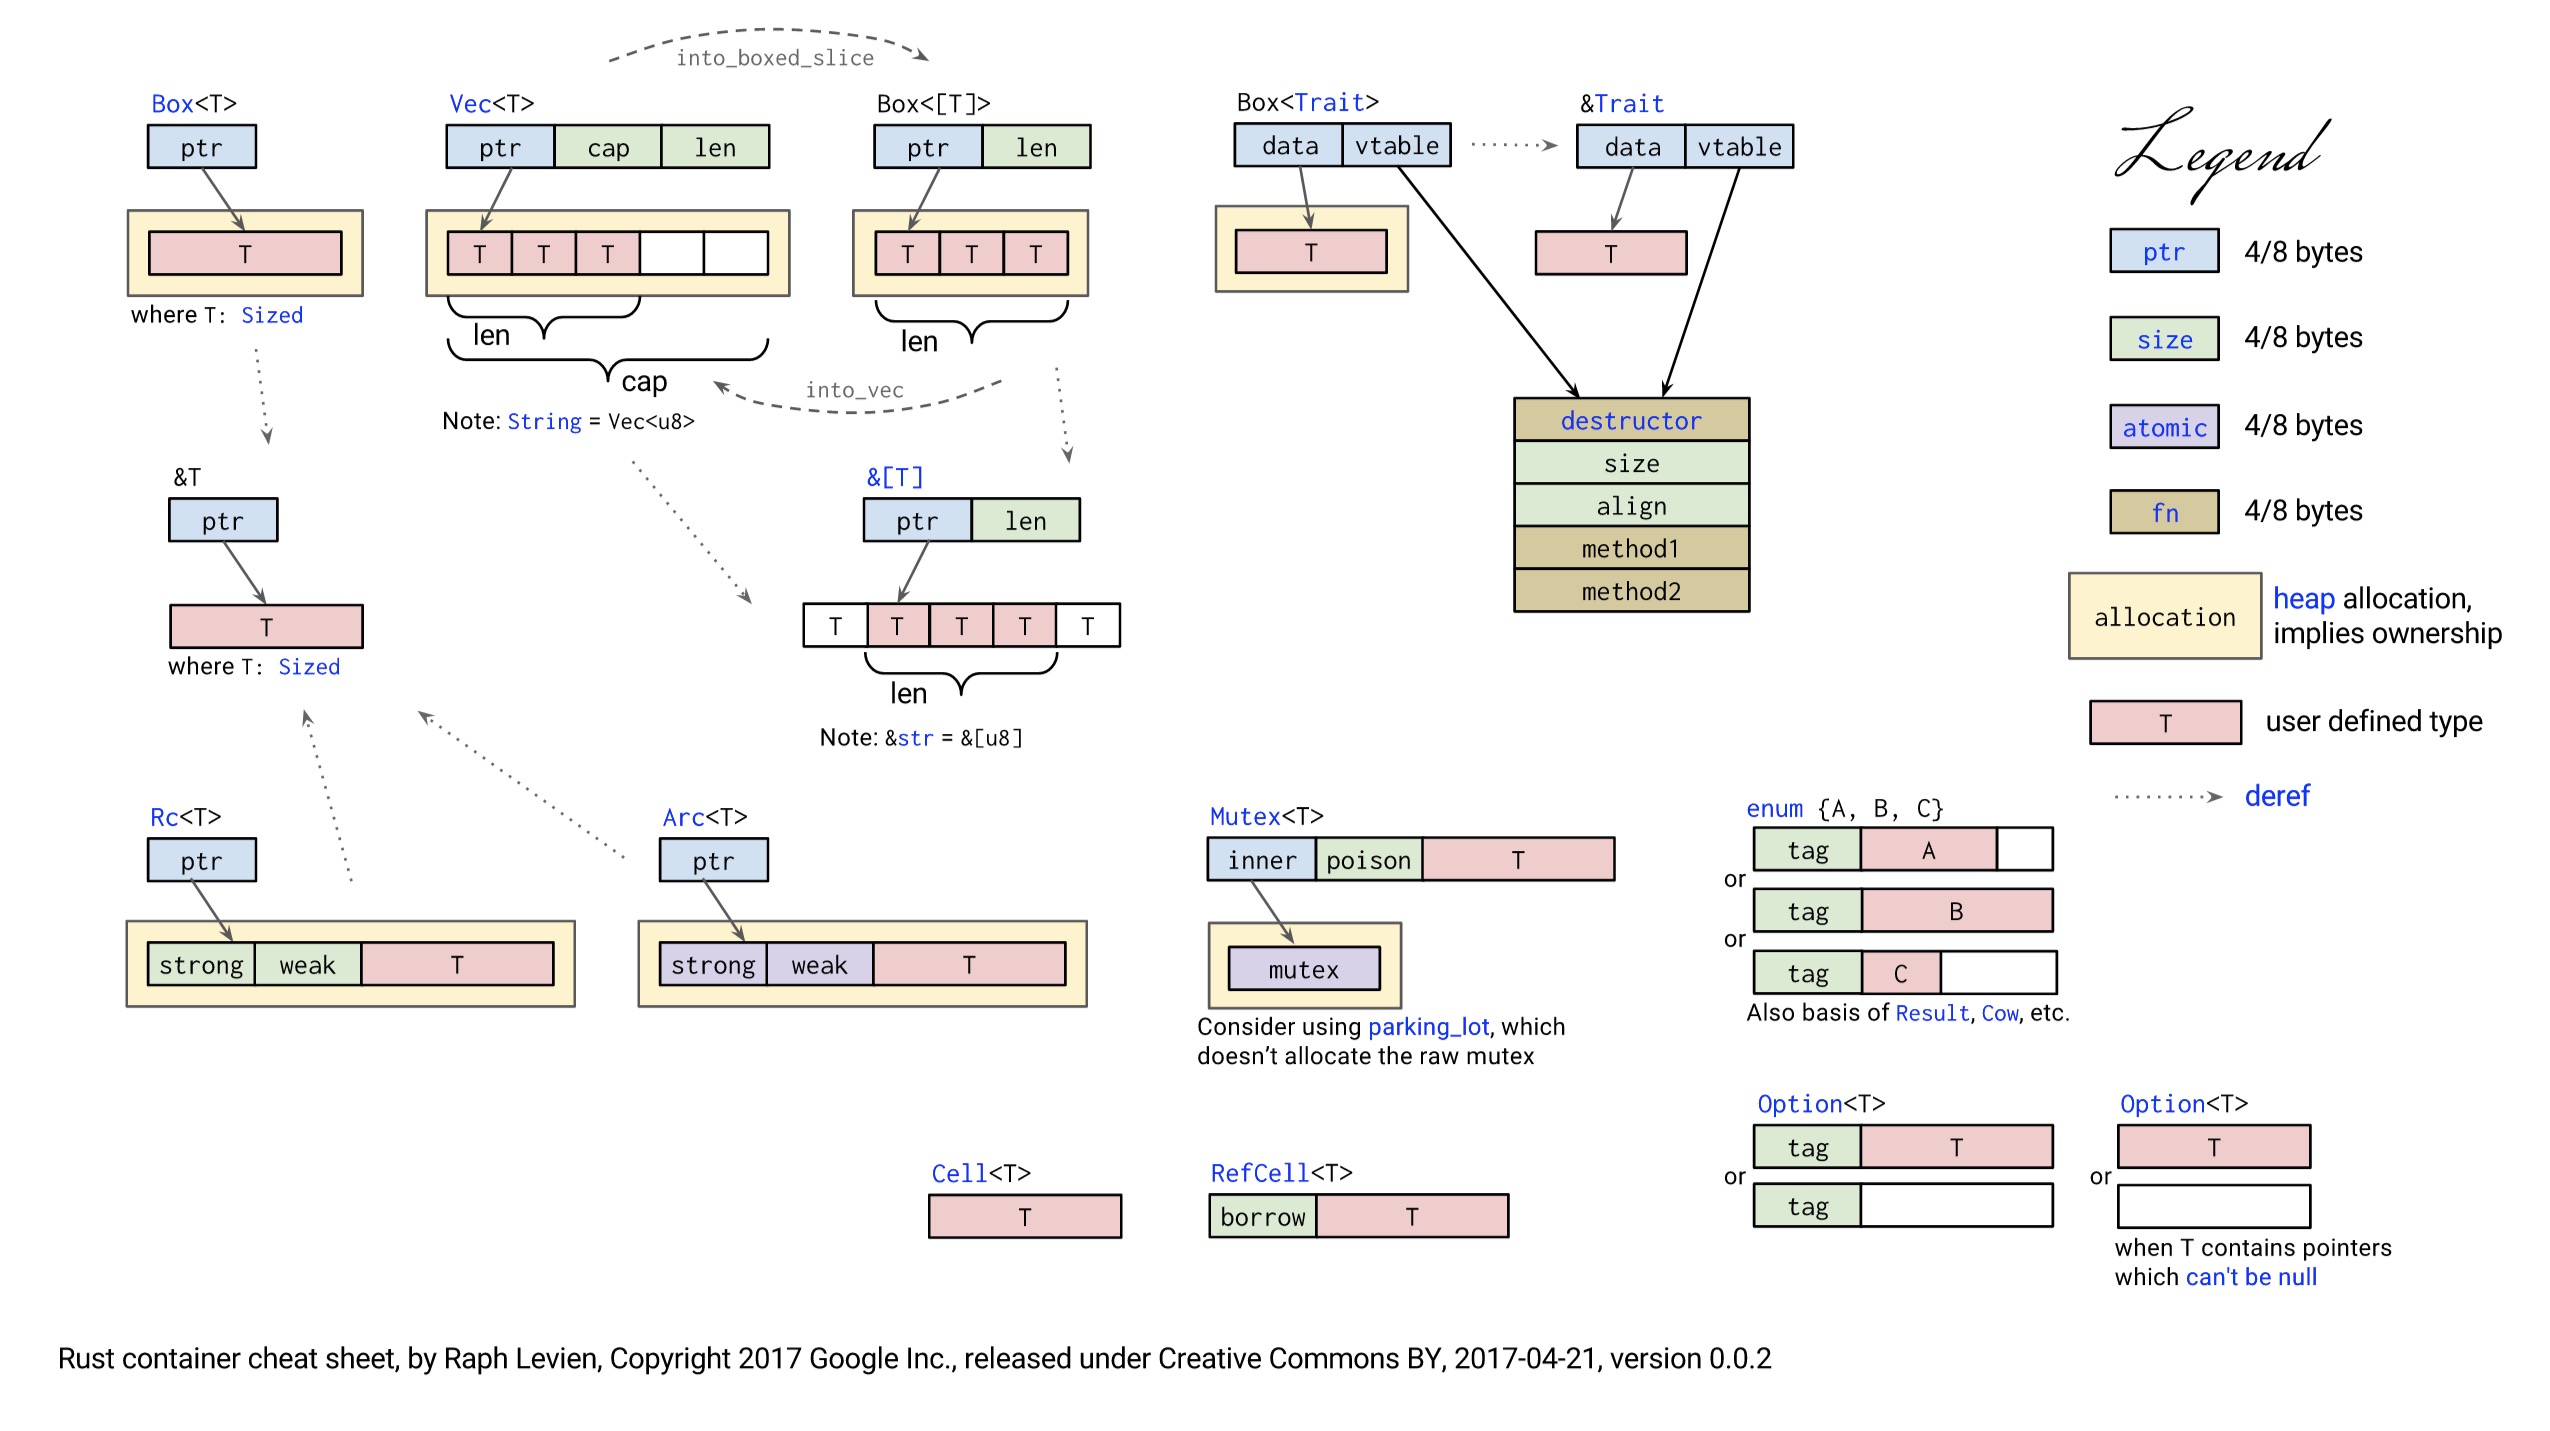 into_boxed_slice
Box<T>
ptr
T
where T: Sized
Vec<T>
ptr cap len
T T T
len
cap
Note: String = Vec<u8>
Box<[T]>
ptr len
T T T
len
into_vec
Box<Trait>
data vtable
T
&Trait
data vtable
T
destructor
size
align
method1
method2
&T
ptr
T
where T: Sized
&[T]
ptr len
T T T T T
len
Note: &str = &[u8]
Rc<T>
ptr
strong weak T
Arc<T>
ptr
strong weak T
Mutex<T>
inner poison T
mutex
Consider using parking_lot, which
doesn't allocate the raw mutex
enum {A, B, C}
tag A
or
tag B
or
tag C
Also basis of Result, Cow, etc.
Cell<T>
T
RefCell<T>
borrow T
Option<T>
tag T
or
tag
Option<T>
T
or
when T contains pointers
which can't be null
Legend
ptr 4/8 bytes
size 4/8 bytes
atomic 4/8 bytes
fn 4/8 bytes
allocation
heap allocation,
implies ownership
T user defined type
deref
Rust container cheat sheet, by Raph Levien, Copyright 2017 Google Inc., released under Creative Commons BY, 2017-04-21, version 0.0.2